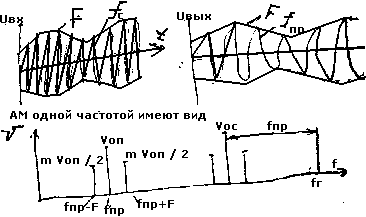 Uвх
F
f
Uвых
F
fпр
АМ одной частотой имеют вид
Vоп
m Vоп / 2
m Vоп / 2
Vос
fпр
f
fпр-F
fпр
fпр+F
fг